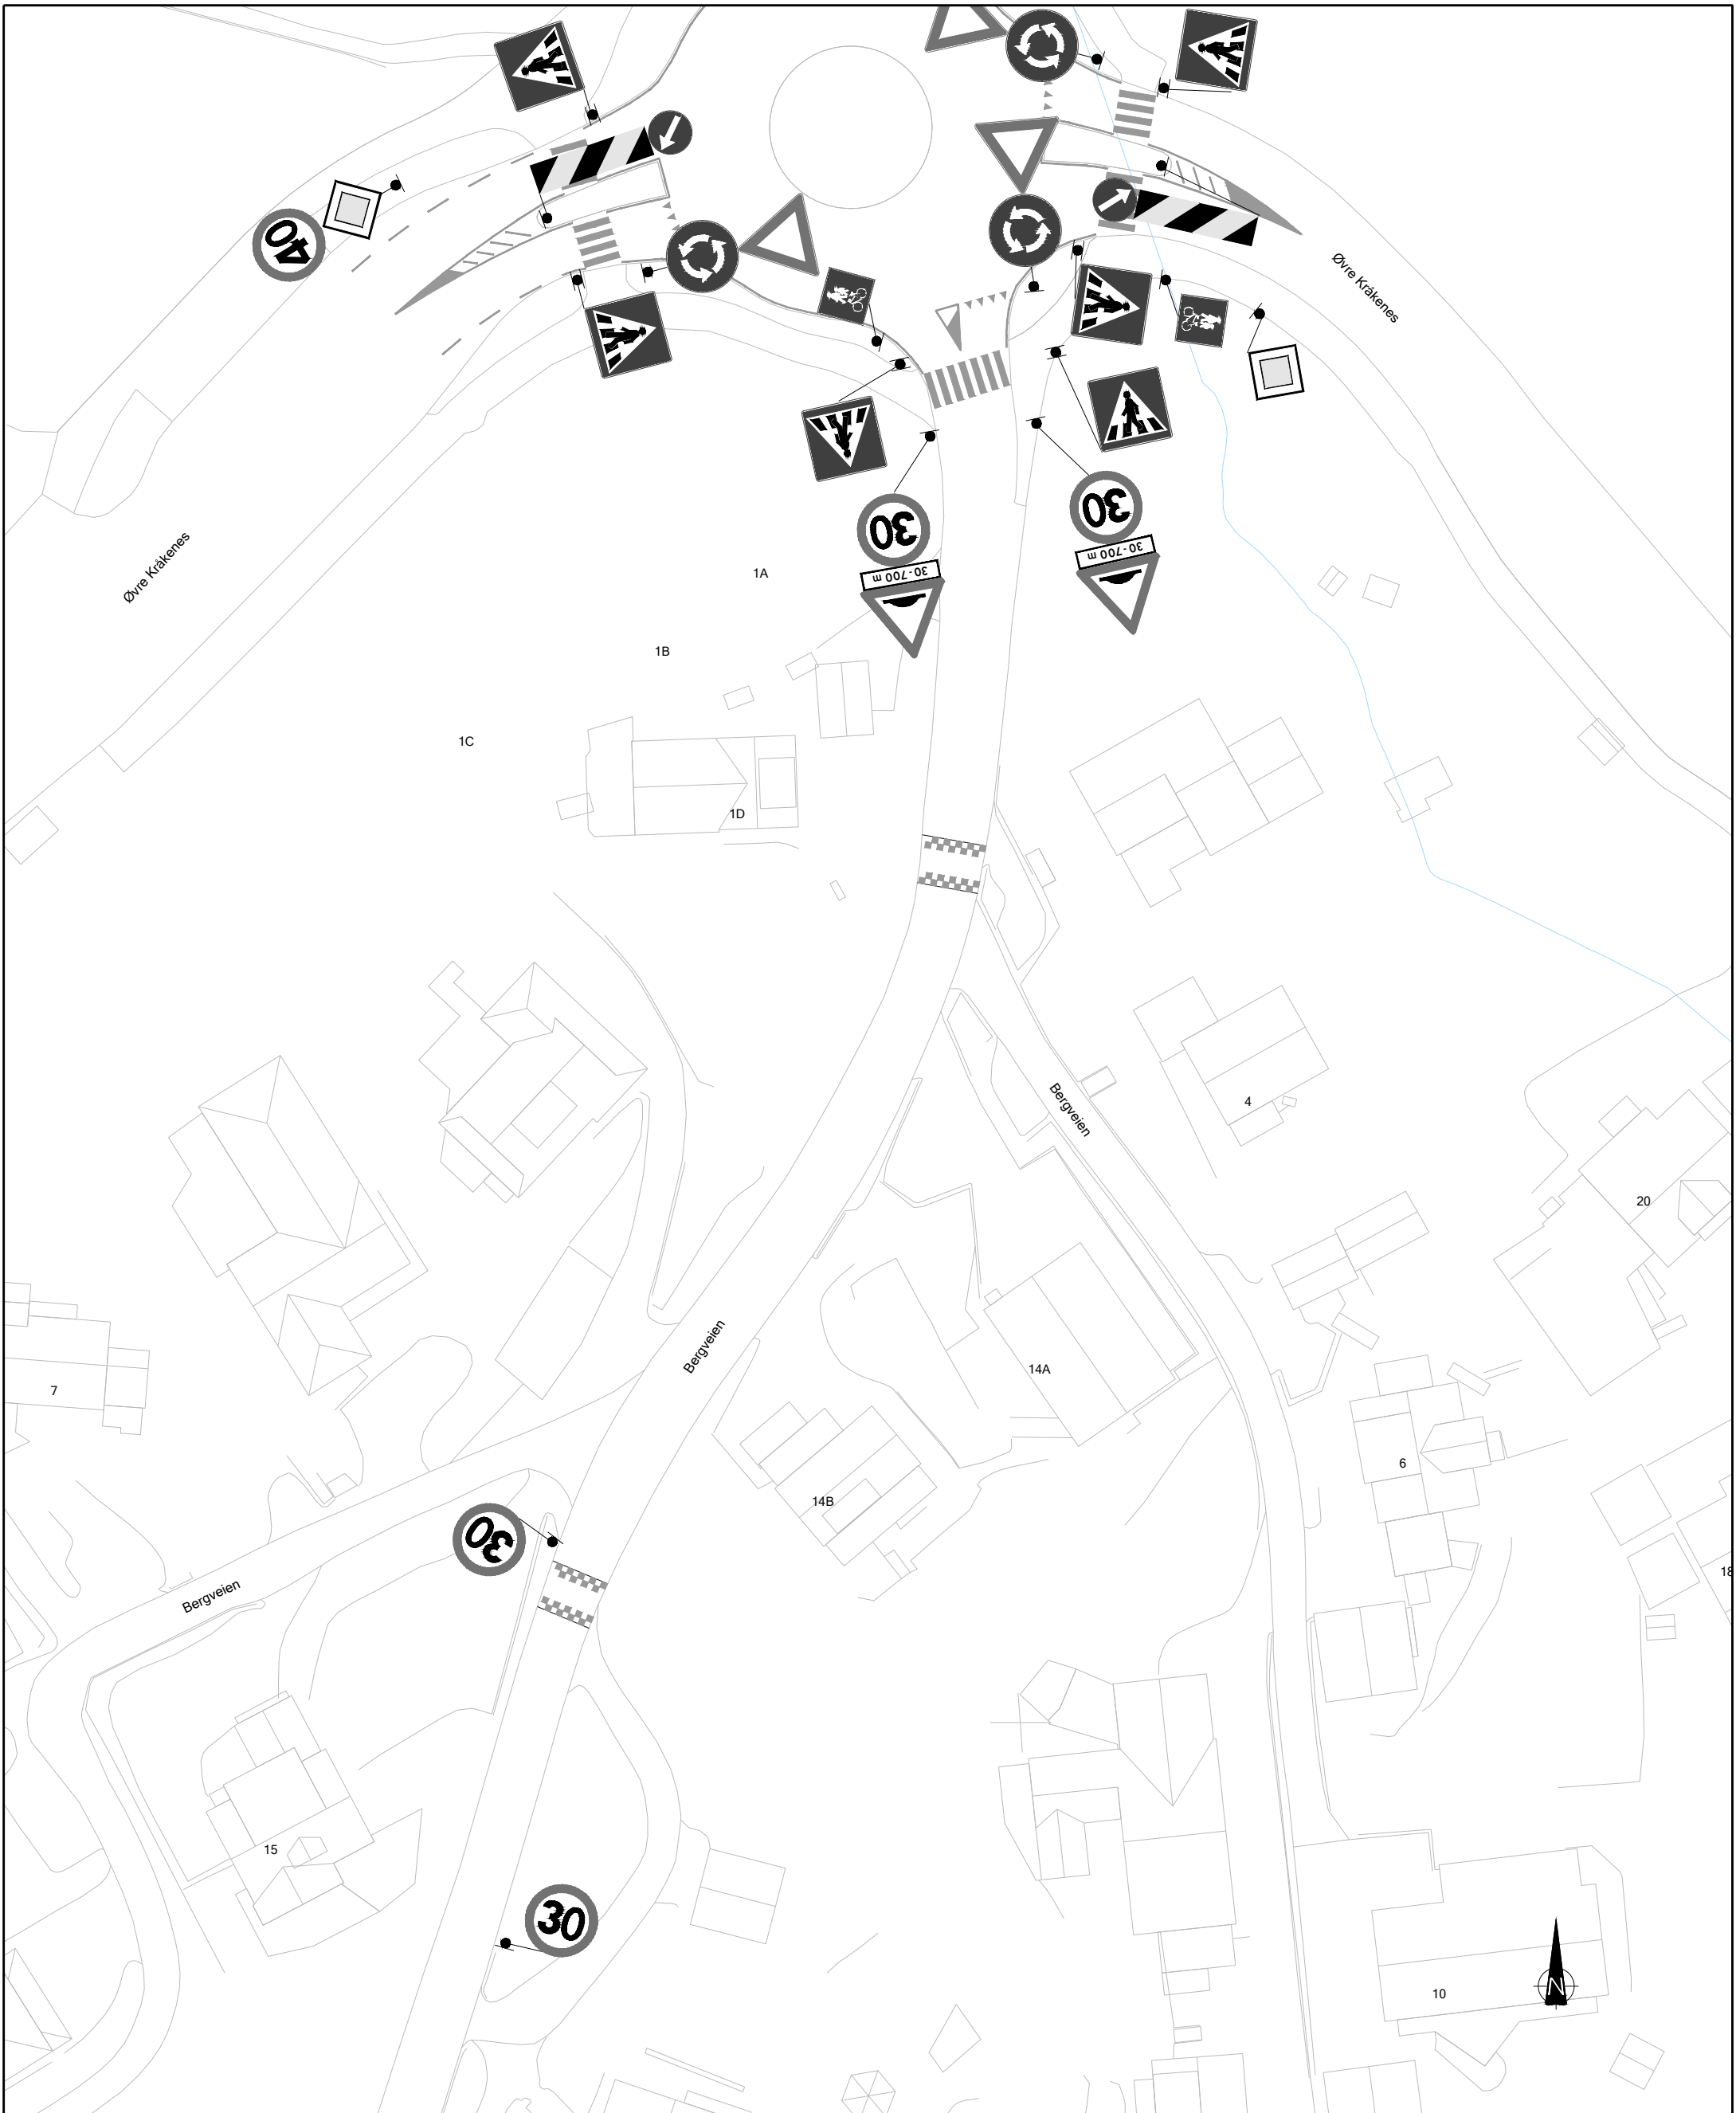 40
Øvre Kråkenes
Øvre Kråkenes
30
30
30-700 m
30-700 m
1A
1B
1C
1D
Bergveien
4
20
Bergveien
14A
7
6
14B
30
18
Bergveien
15
30
N
10